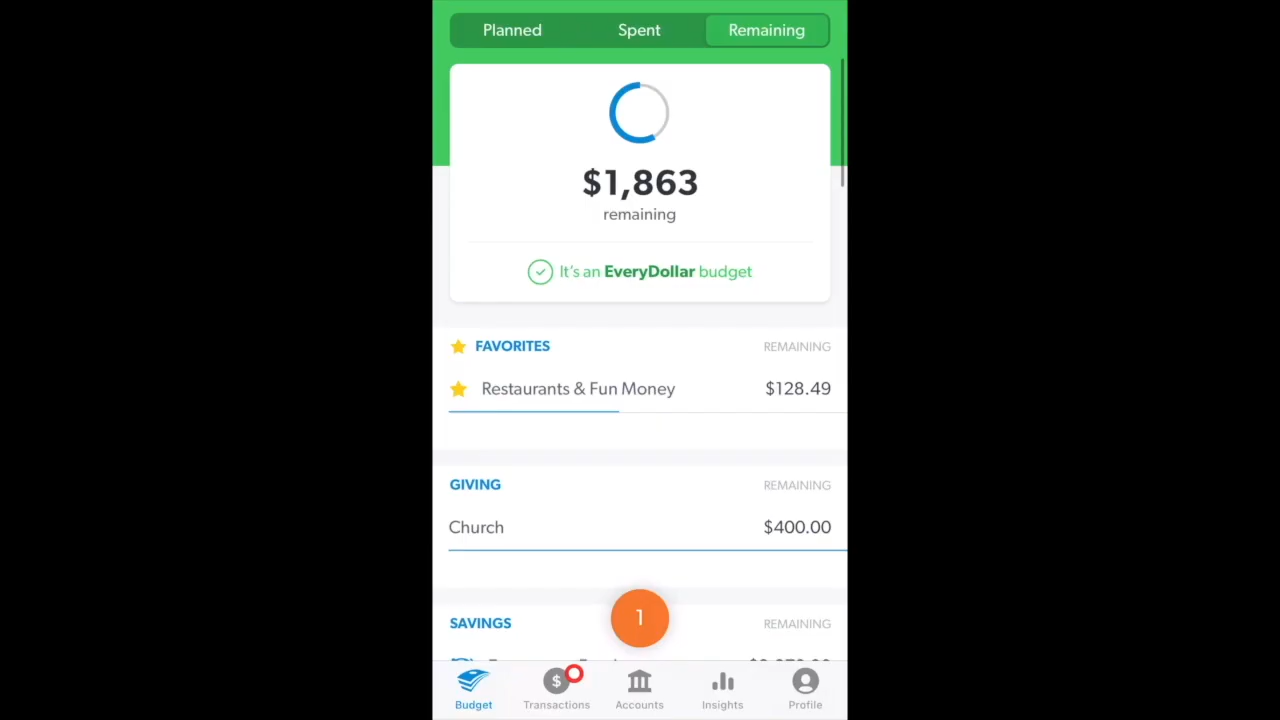 Planned Spent Remaining
$1,863
remaining
It's an EveryDollar budget
FAVORITES REMAINING
Restaurants & Fun Money $128.49
GIVING REMAINING
Church $400.00
1
SAVINGS REMAINING
$
Budget Transactions Accounts Insights Profile